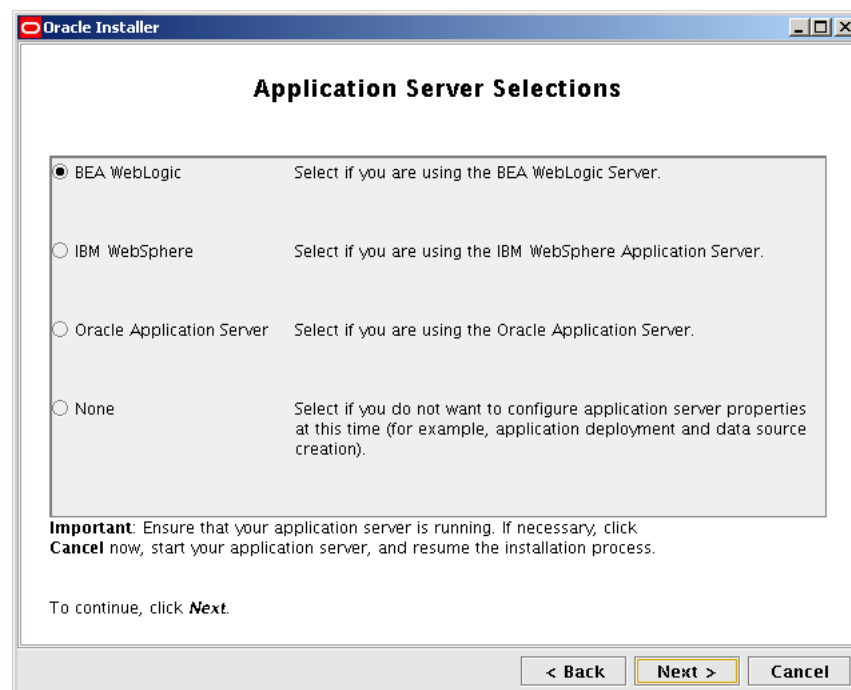 Oracle Installer
Application Server Selections
BEA WebLogic Select if you are using the BEA WebLogic Server.
IBM WebSphere Select if you are using the IBM WebSphere Application Server.
Oracle Application Server Select if you are using the Oracle Application Server.
None Select if you do not want to configure application server properties
at this time (for example, application deployment and data source
creation).
Important: Ensure that your application server is running. If necessary, click
Cancel now, start your application server, and resume the installation process.
To continue, click Next.
< Back Next > Cancel